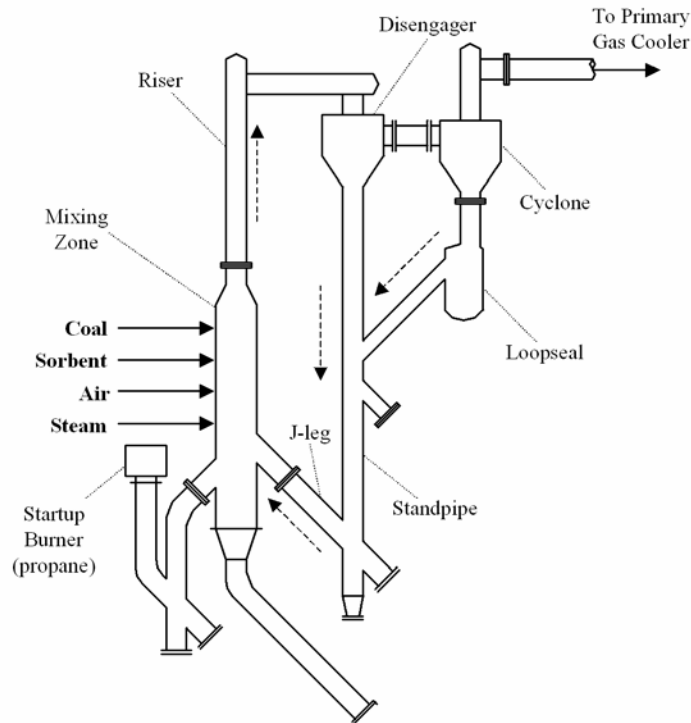 To Primary
Gas Cooler
Disengager
Riser
Cyclone
Mixing
Zone
Coal
Sorbent
Air
Steam
Loopseal
J-leg
Startup
Burner
(propane)
Standpipe